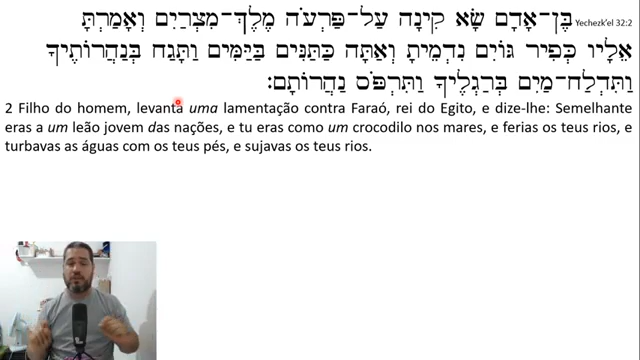 בֶּן־אָדָם שָׂא קִינָה עַל־פַּרְעֹה מֶלֶךְ־מִצְרַיִם וְאָמַרְתָּ Yechezk'el 32:2
אֵלָיו כְּפִיר גּוֹיִם נִדְמֵיתָ וְאַתָּה כַּתַּנִּים בַּיַּמִּים וַתָּגַח בְּנַהֲרוֹתֶיךָ
וַתִּדְלַח־מַיִם בְּרַגְלֶיךָ וַתִּרְפֹּס נַהֲרוֹתָם׃
2 Filho do homem, levanta uma lamentação contra Faraó, rei do Egito, e dize-lhe: Semelhante
eras a um leão jovem das nações, e tu eras como um crocodilo nos mares, e ferias os teus rios, e
turbavas as águas com os teus pés, e sujavas os teus rios.